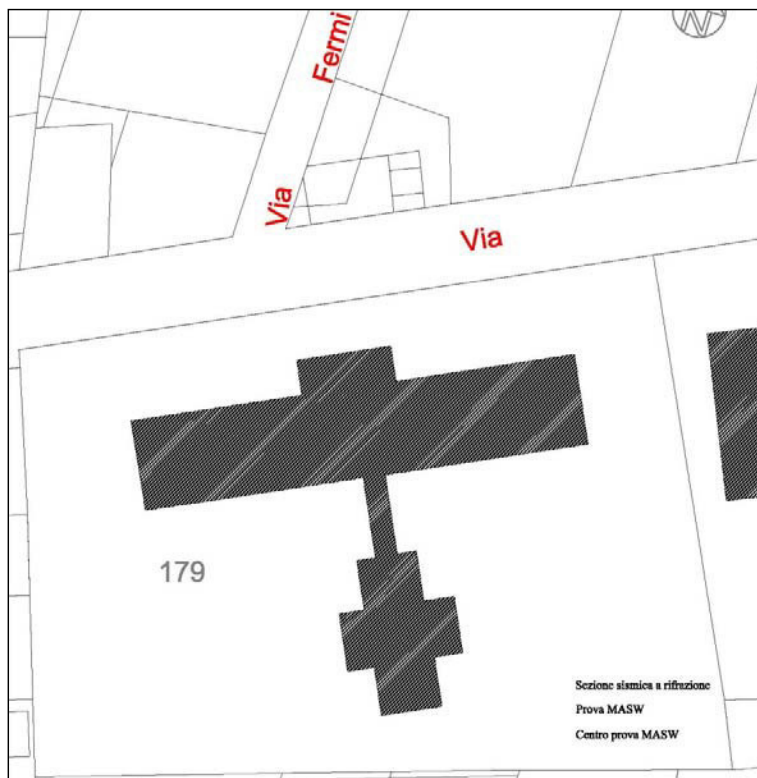 Via Fermi
Via
179
Sezione sismica a rifrazione
Prova MASW
Centro prova MASW